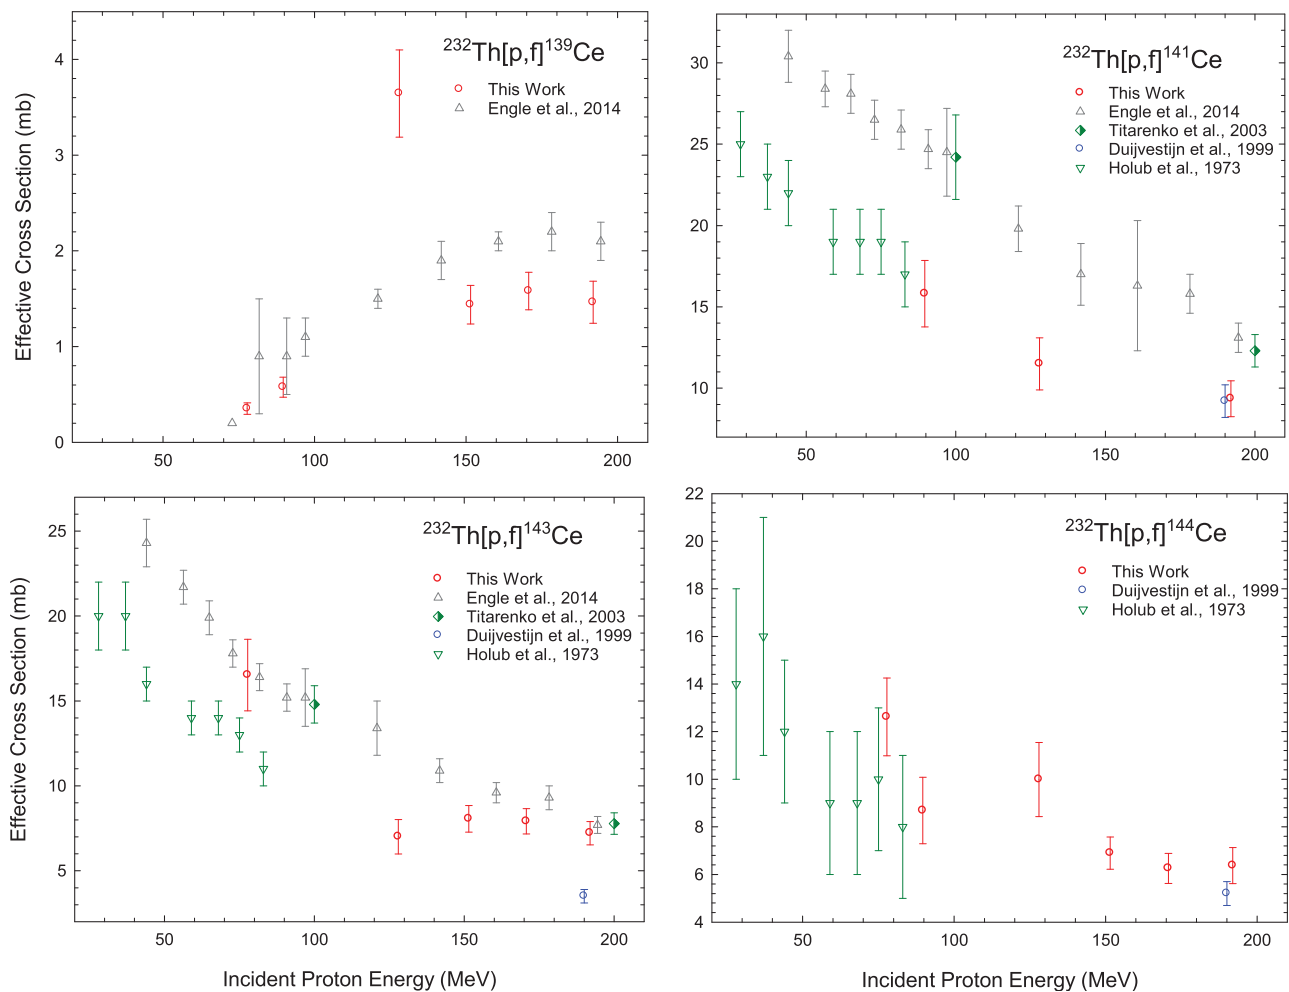 ²³²Th[p,f]¹³⁹Ce
This Work
Engle et al., 2014
Effective Cross Section (mb)
4
3
2
1
0
50
100
150
200
²³²Th[p,f]¹⁴¹Ce
This Work
Engle et al., 2014
Titarenko et al., 2003
Duijvestijn et al., 1999
Holub et al., 1973
30
25
20
15
10
50
100
150
200
²³²Th[p,f]¹⁴³Ce
This Work
Engle et al., 2014
Titarenko et al., 2003
Duijvestijn et al., 1999
Holub et al., 1973
Effective Cross Section (mb)
25
20
15
10
5
50
100
150
200
Incident Proton Energy (MeV)
²³²Th[p,f]¹⁴⁴Ce
This Work
Duijvestijn et al., 1999
Holub et al., 1973
22
20
18
16
14
12
10
8
6
4
50
100
150
200
Incident Proton Energy (MeV)